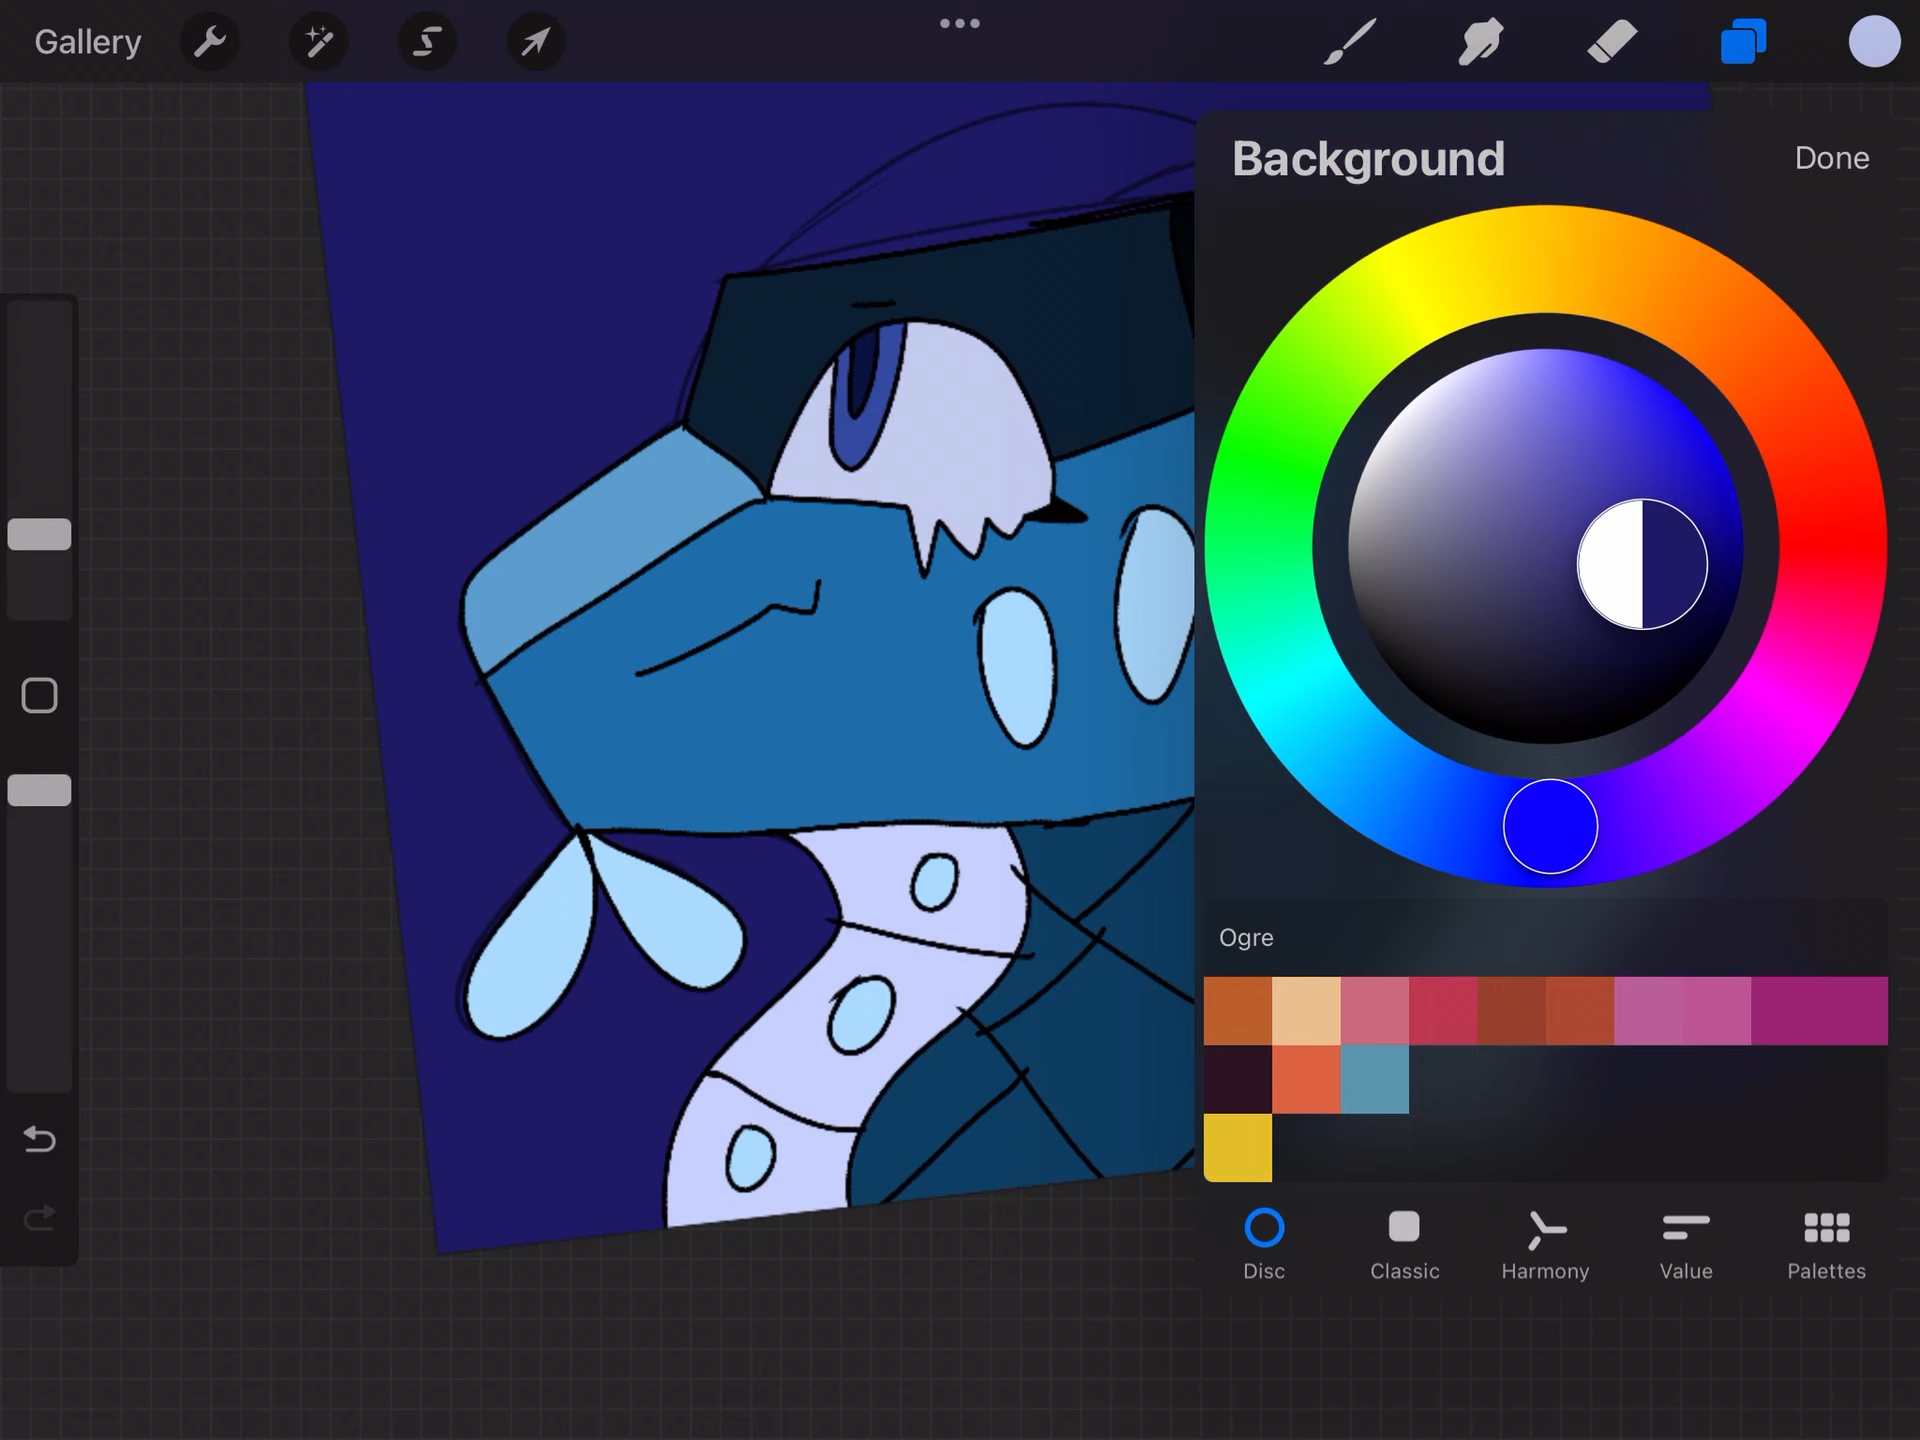 Gallery
Background
Done
Ogre
Disc
Classic
Harmony
Value
Palettes